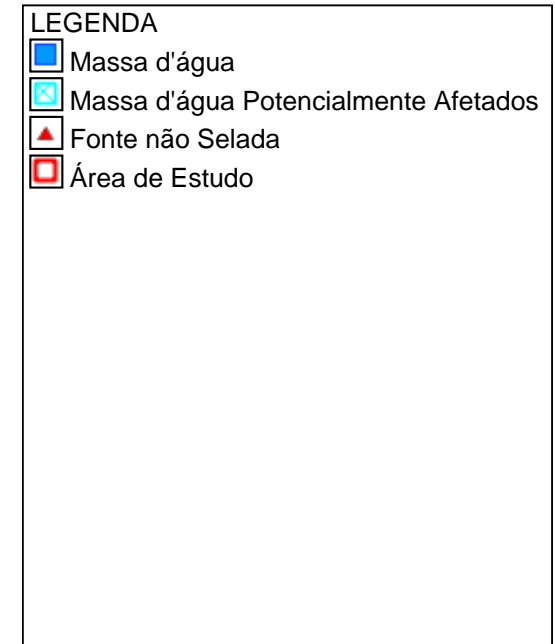 LEGENDA
Massa d'água
Massa d'água Potencialmente Afetados
Fonte não Selada
Área de Estudo